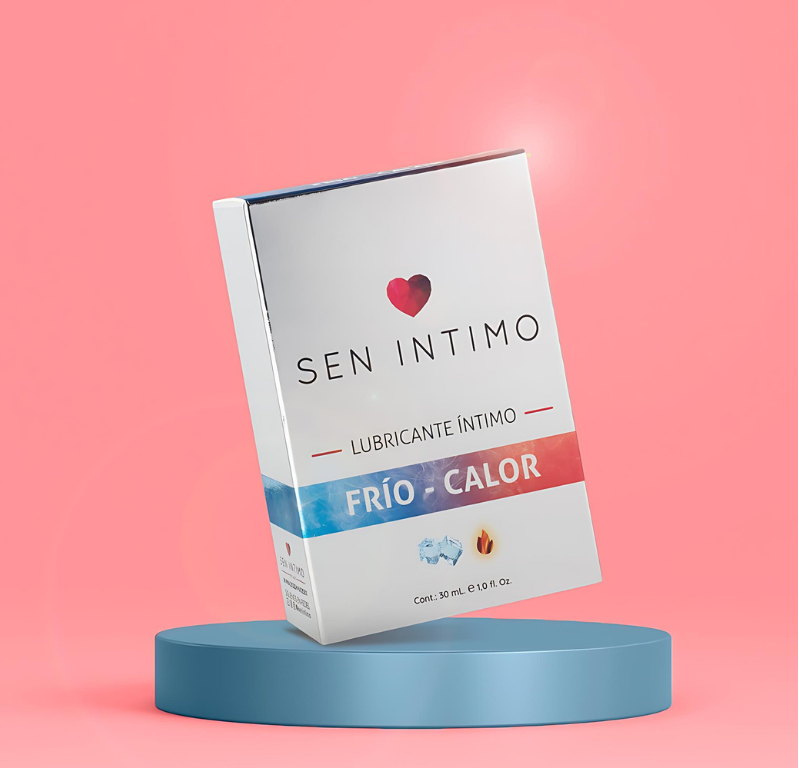 SEN INTIMO
LUBRICANTE ÍNTIMO
FRÍO - CALOR
Cont.: 30 mL. ℮ 1,0 fl. Oz.
SEN INTIMO